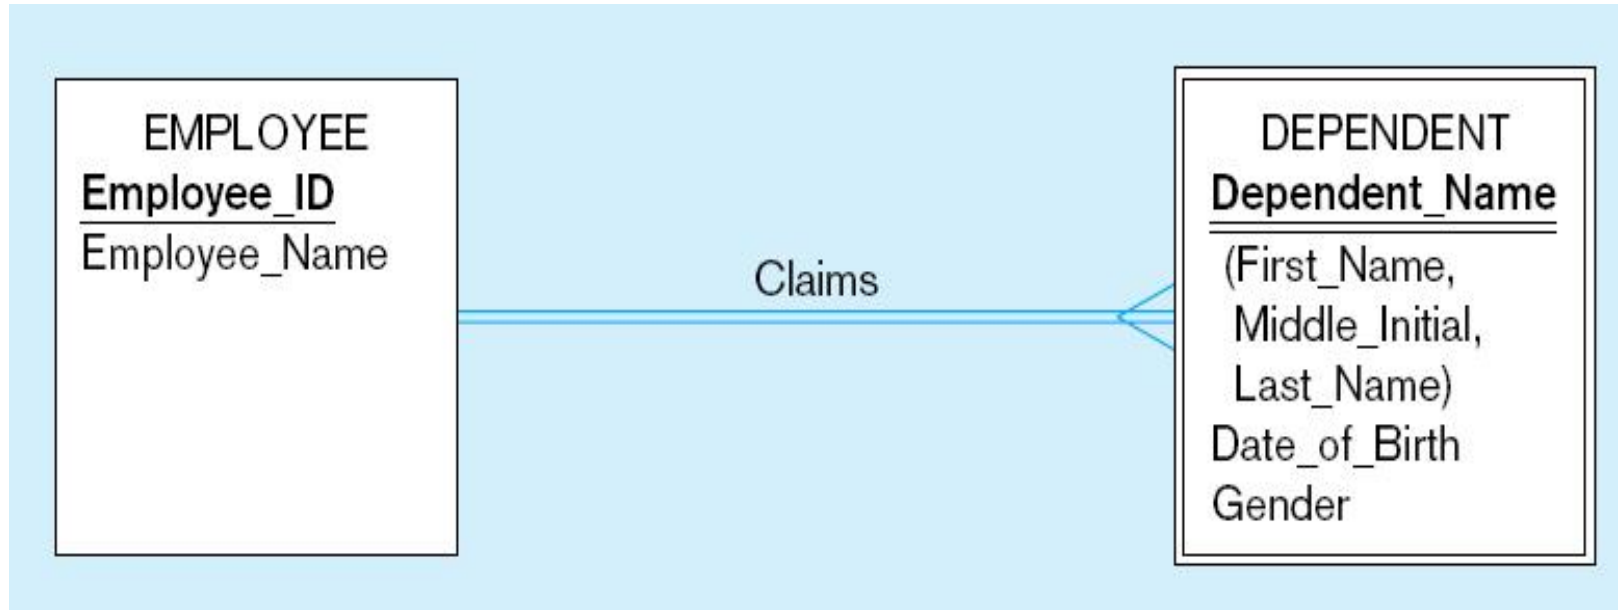 EMPLOYEE
Employee_ID
Employee_Name
Claims
DEPENDENT
Dependent_Name
(First_Name,
Middle_Initial,
Last_Name)
Date_of_Birth
Gender